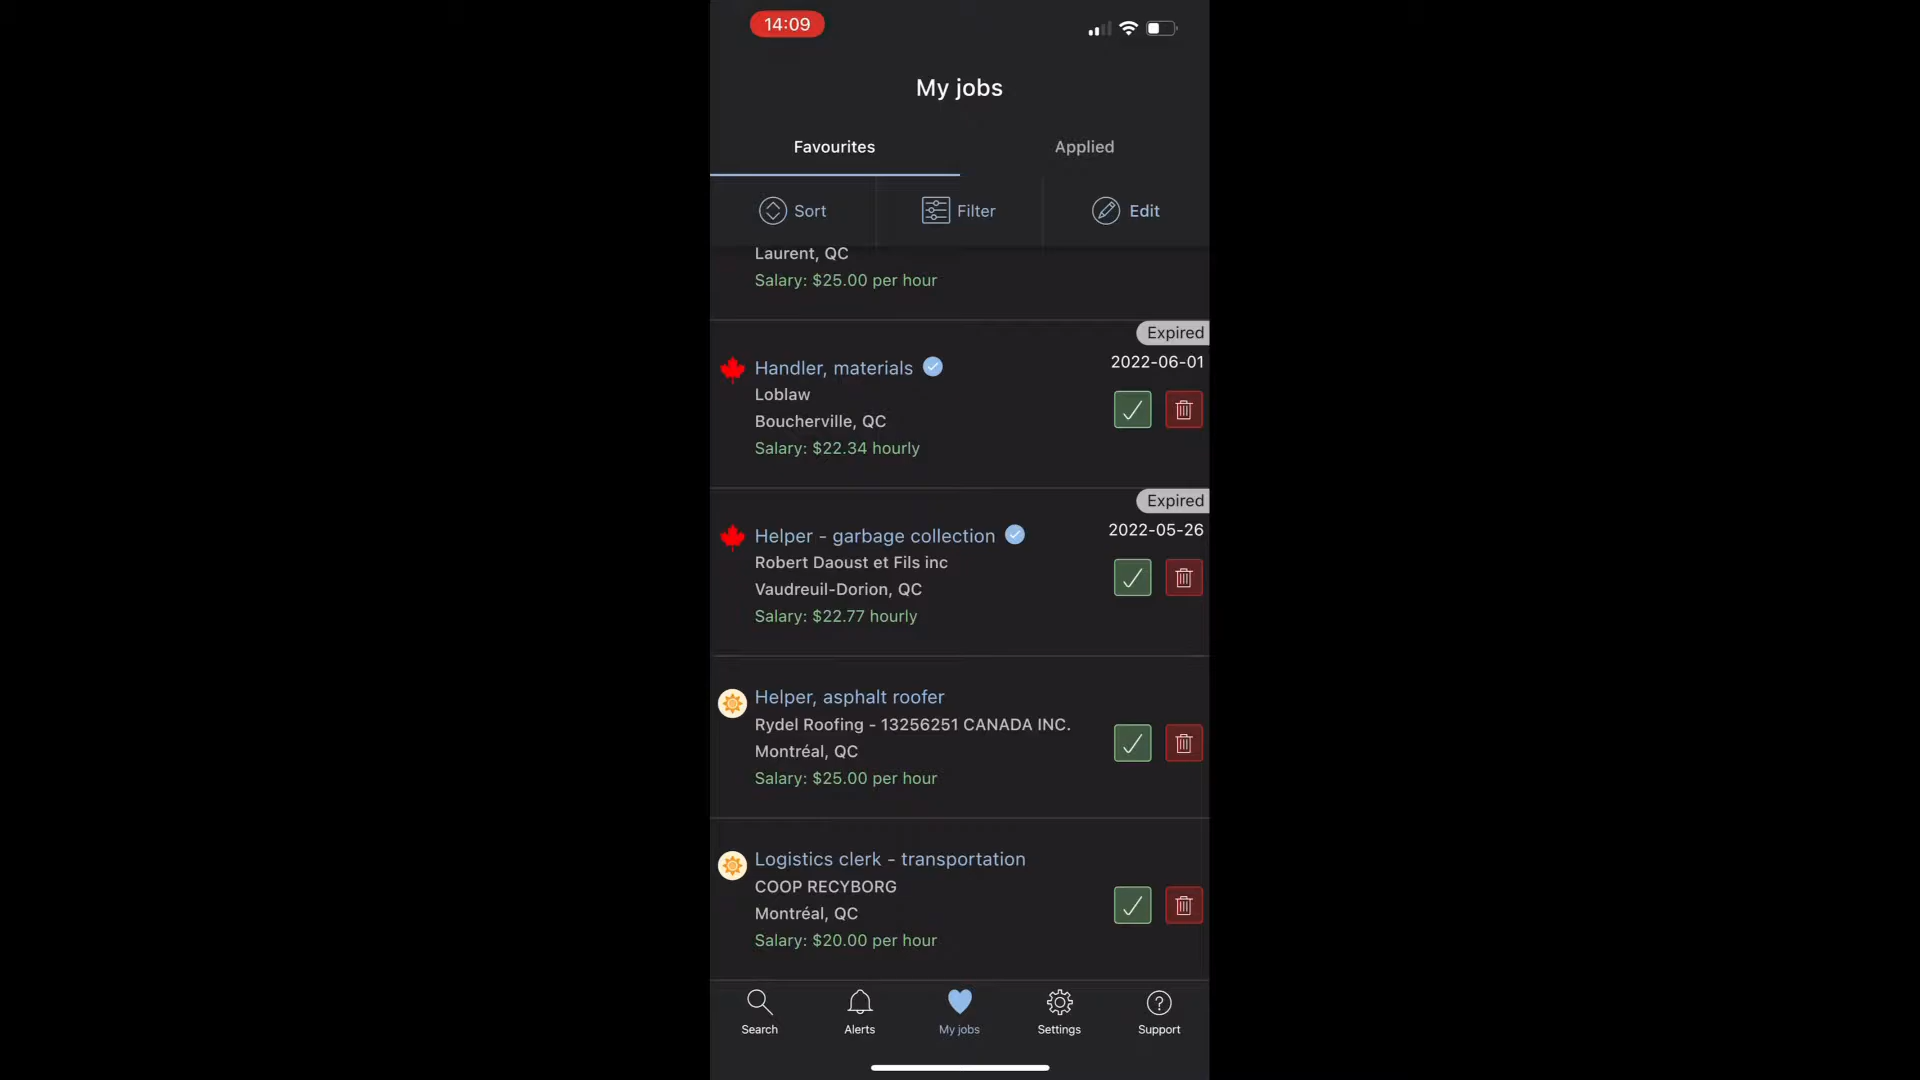 14:09
My jobs
Favourites
Applied
Sort
Filter
Edit
Laurent, QC
Salary: $25.00 per hour
Expired
Handler, materials
2022-06-01
Loblaw
Boucherville, QC
Salary: $22.34 hourly
Expired
Helper - garbage collection
2022-05-26
Robert Daoust et Fils inc
Vaudreuil-Dorion, QC
Salary: $22.77 hourly
Helper, asphalt roofer
Rydel Roofing - 13256251 CANADA INC.
Montréal, QC
Salary: $25.00 per hour
Logistics clerk - transportation
COOP RECYBORG
Montréal, QC
Salary: $20.00 per hour
Search
Alerts
My jobs
Settings
Support